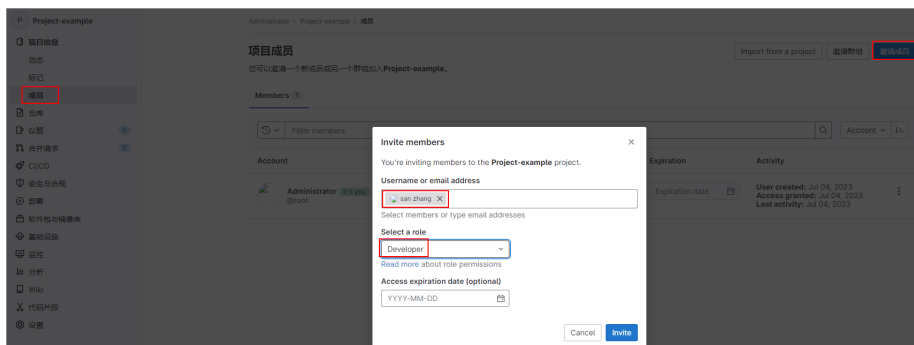 P Project-example
项目信息
动态
标记
成员
仓库
议题 0
合并请求 0
CI/CD
安全与合规
部署
软件包与镜像库
基础设施
监控
分析
Wiki
代码片段
设置
Administrator > Project-example > 成员
项目成员
您可以邀请一个新成员或另一个群组加入Project-example。
Import from a project 邀请群组 邀请成员
Members 1
Filter members
Account
Account Expiration Activity
Administrator It's you
@root
Expiration date
User created: Jul 04, 2023
Access granted: Jul 04, 2023
Last activity: Jul 04, 2023
Invite members
You're inviting members to the Project-example project.
Username or email address
san zhang
Select members or type email addresses
Select a role
Developer
Read more about role permissions
Access expiration date (optional)
YYYY-MM-DD
Cancel Invite